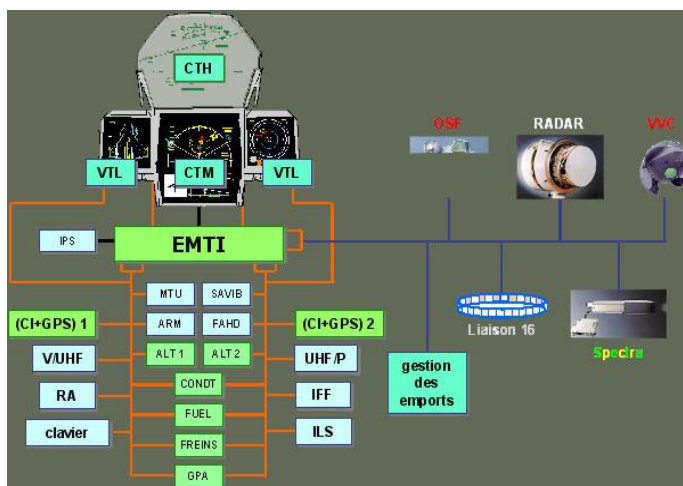 CTH
OSF
RADAR
VVC
VTL
CTM
VTL
IPS
EMTI
MTU
SAVIB
(CI+GPS) 1
ARM
FAHD
(CI+GPS) 2
Liaison 16
Spectra
V/UHF
ALT 1
ALT 2
UHF/P
gestion
des
emports
CONDT
RA
IFF
FUEL
clavier
ILS
FREINS
GPA